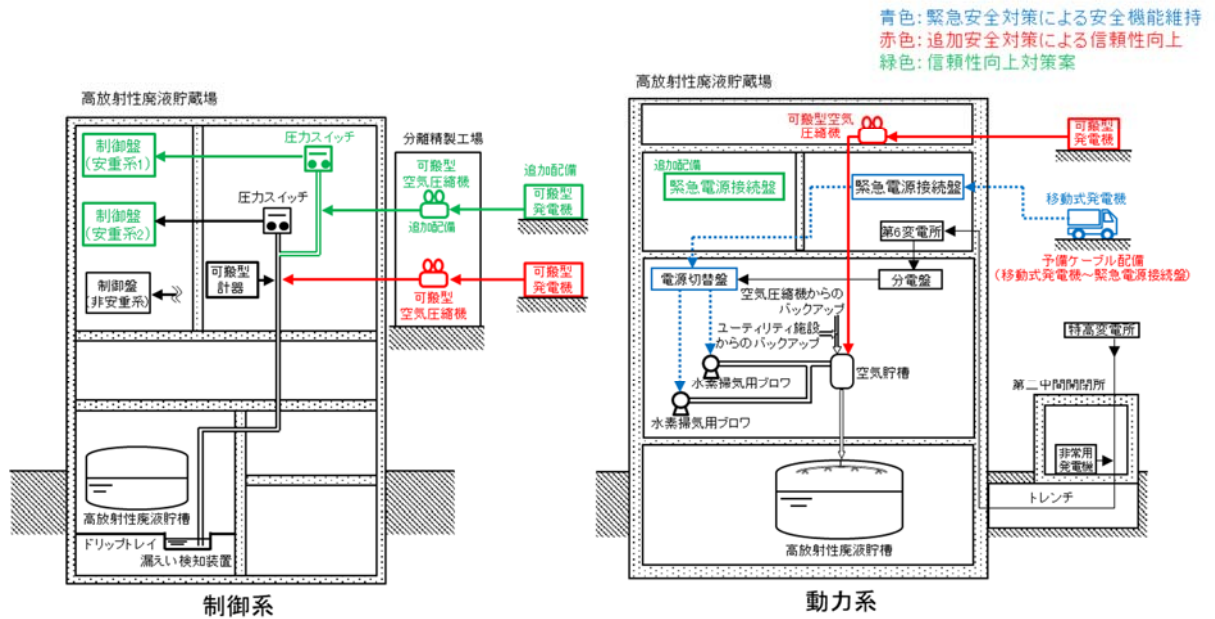 青色：緊急安全対策による安全機能維持
赤色：追加安全対策による信頼性向上
緑色：信頼性向上対策案
高放射性廃液貯蔵場
制御盤
(安重系1)
圧力スイッチ
制御盤
(安重系2)
圧力スイッチ
制御盤
(非安重系)
可搬型
計器
分離精製工場
可搬型
空気圧縮機
追加配備
追加配備
可搬型
発電機
可搬型
空気圧縮機
可搬型
発電機
高放射性廃液貯槽
ドリップトレイ
漏えい検知装置
制御系
高放射性廃液貯蔵場
可搬型空気
圧縮機
可搬型
発電機
追加配備
緊急電源接続盤
緊急電源接続盤
移動式発電機
予備ケーブル配備
(移動式発電機～緊急電源接続盤)
第6変電所
電源切替盤
分電盤
空気圧縮機からの
バックアップ
ユーティリティ施設
からのバックアップ
空気貯槽
水素掃気用ブロワ
水素掃気用ブロワ
特高変電所
第二中間開閉所
非常用
発電機
トレンチ
高放射性廃液貯槽
動力系